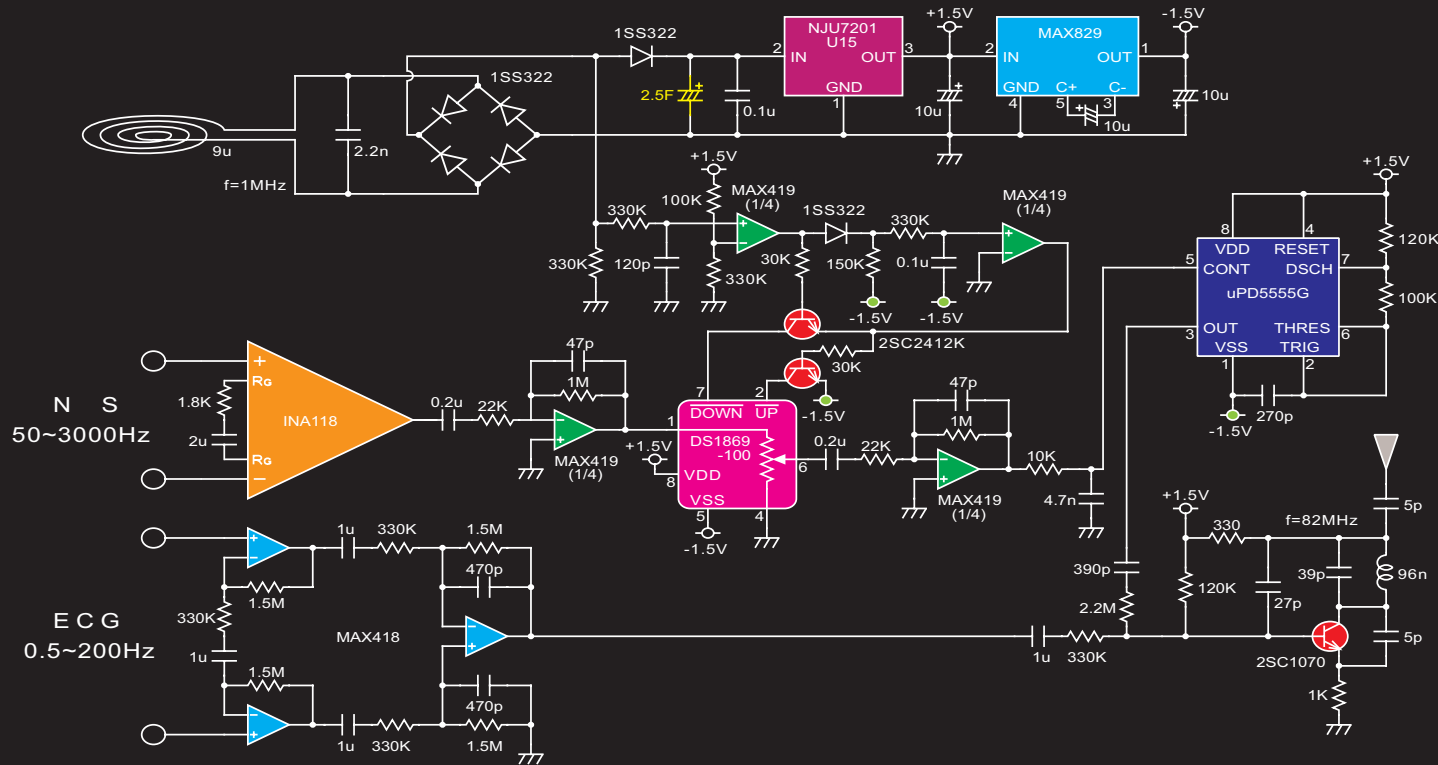 1SS322
NJU7201
U15
2
IN
OUT
3
GND
1
+1.5V
MAX829
2
IN
OUT
1
GND
4
C+
5
C-
3
-1.5V
2.5F
0.1u
10u
10u
10u
1SS322
9u
2.2n
f=1MHz
+1.5V
100K
330K
330K
120p
330K
MAX419
(1/4)
1SS322
30K
150K
-1.5V
330K
0.1u
-1.5V
MAX419
(1/4)
2SC2412K
30K
-1.5V
+1.5V
8
4
VDD
RESET
5
CONT
DSCH
7
uPD5555G
3
OUT
THRES
6
VSS
TRIG
1
2
120K
100K
-1.5V
270p
N S
50~3000Hz
+
RG
RG
−
1.8K
2u
INA118
0.2u
22K
47p
1M
MAX419
(1/4)
7
2
DOWN
UP
1
DS1869
-100
6
+1.5V
8
VDD
VSS
5
4
-1.5V
0.2u
22K
47p
1M
MAX419
(1/4)
10K
4.7n
ECG
0.5~200Hz
1.5M
330K
1u
1.5M
1u
330K
1.5M
470p
MAX418
1u
330K
470p
1.5M
1u
330K
390p
2.2M
+1.5V
330
120K
27p
f=82MHz
39p
96n
5p
5p
2SC1070
1K